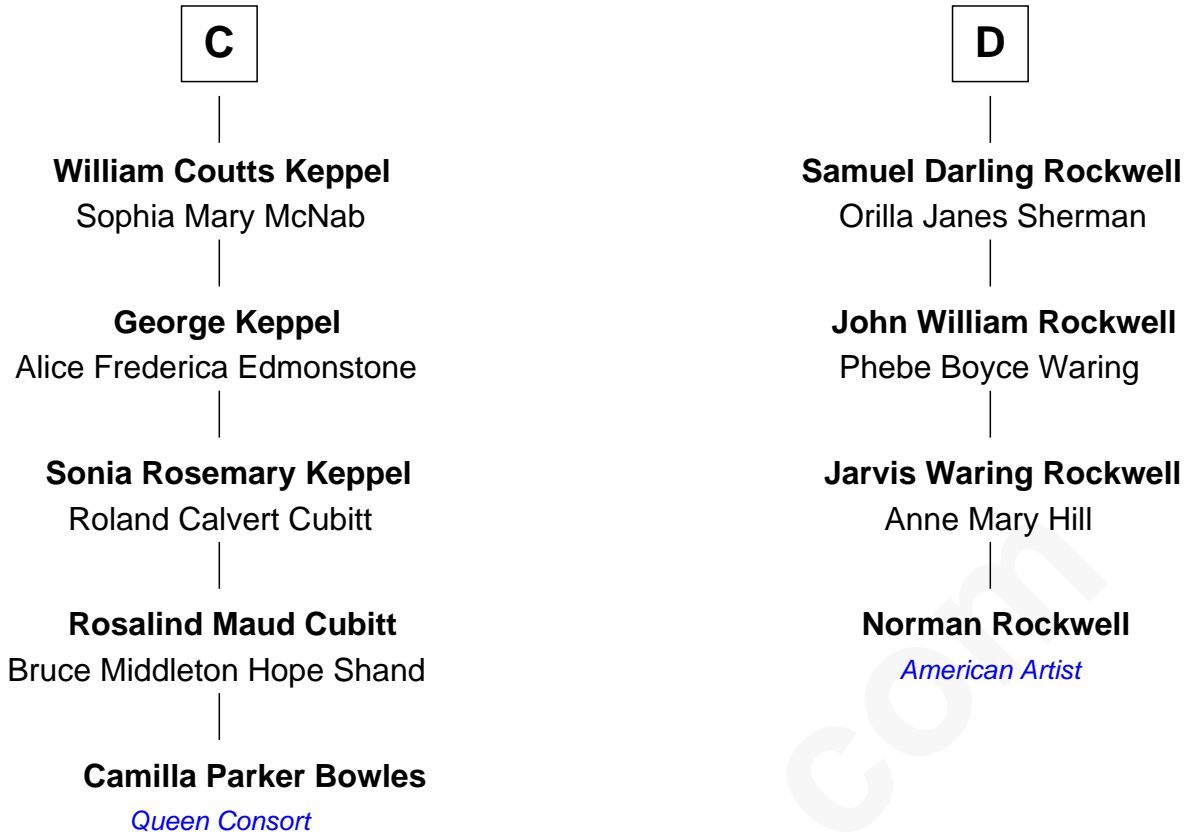 C
William Coutts Keppel
Sophia Mary McNab
George Keppel
Alice Frederica Edmonstone
Sonia Rosemary Keppel
Roland Calvert Cubitt
Rosalind Maud Cubitt
Bruce Middleton Hope Shand
Camilla Parker Bowles
Queen Consort
D
Samuel Darling Rockwell
Orilla Janes Sherman
John William Rockwell
Phebe Boyce Waring
Jarvis Waring Rockwell
Anne Mary Hill
Norman Rockwell
American Artist
com